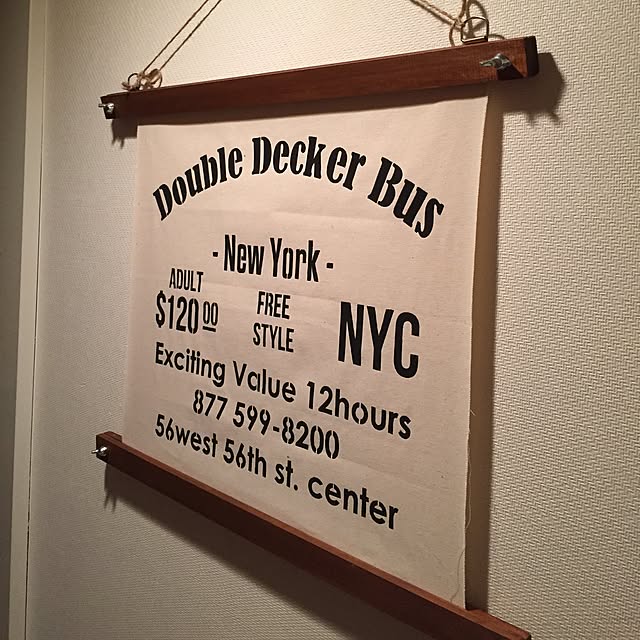 Double Decker Bus
- New York -
ADULT
$120 00
FREE
STYLE
NYC
Exciting Value 12hours
877 599-8200
56west 56th st. center